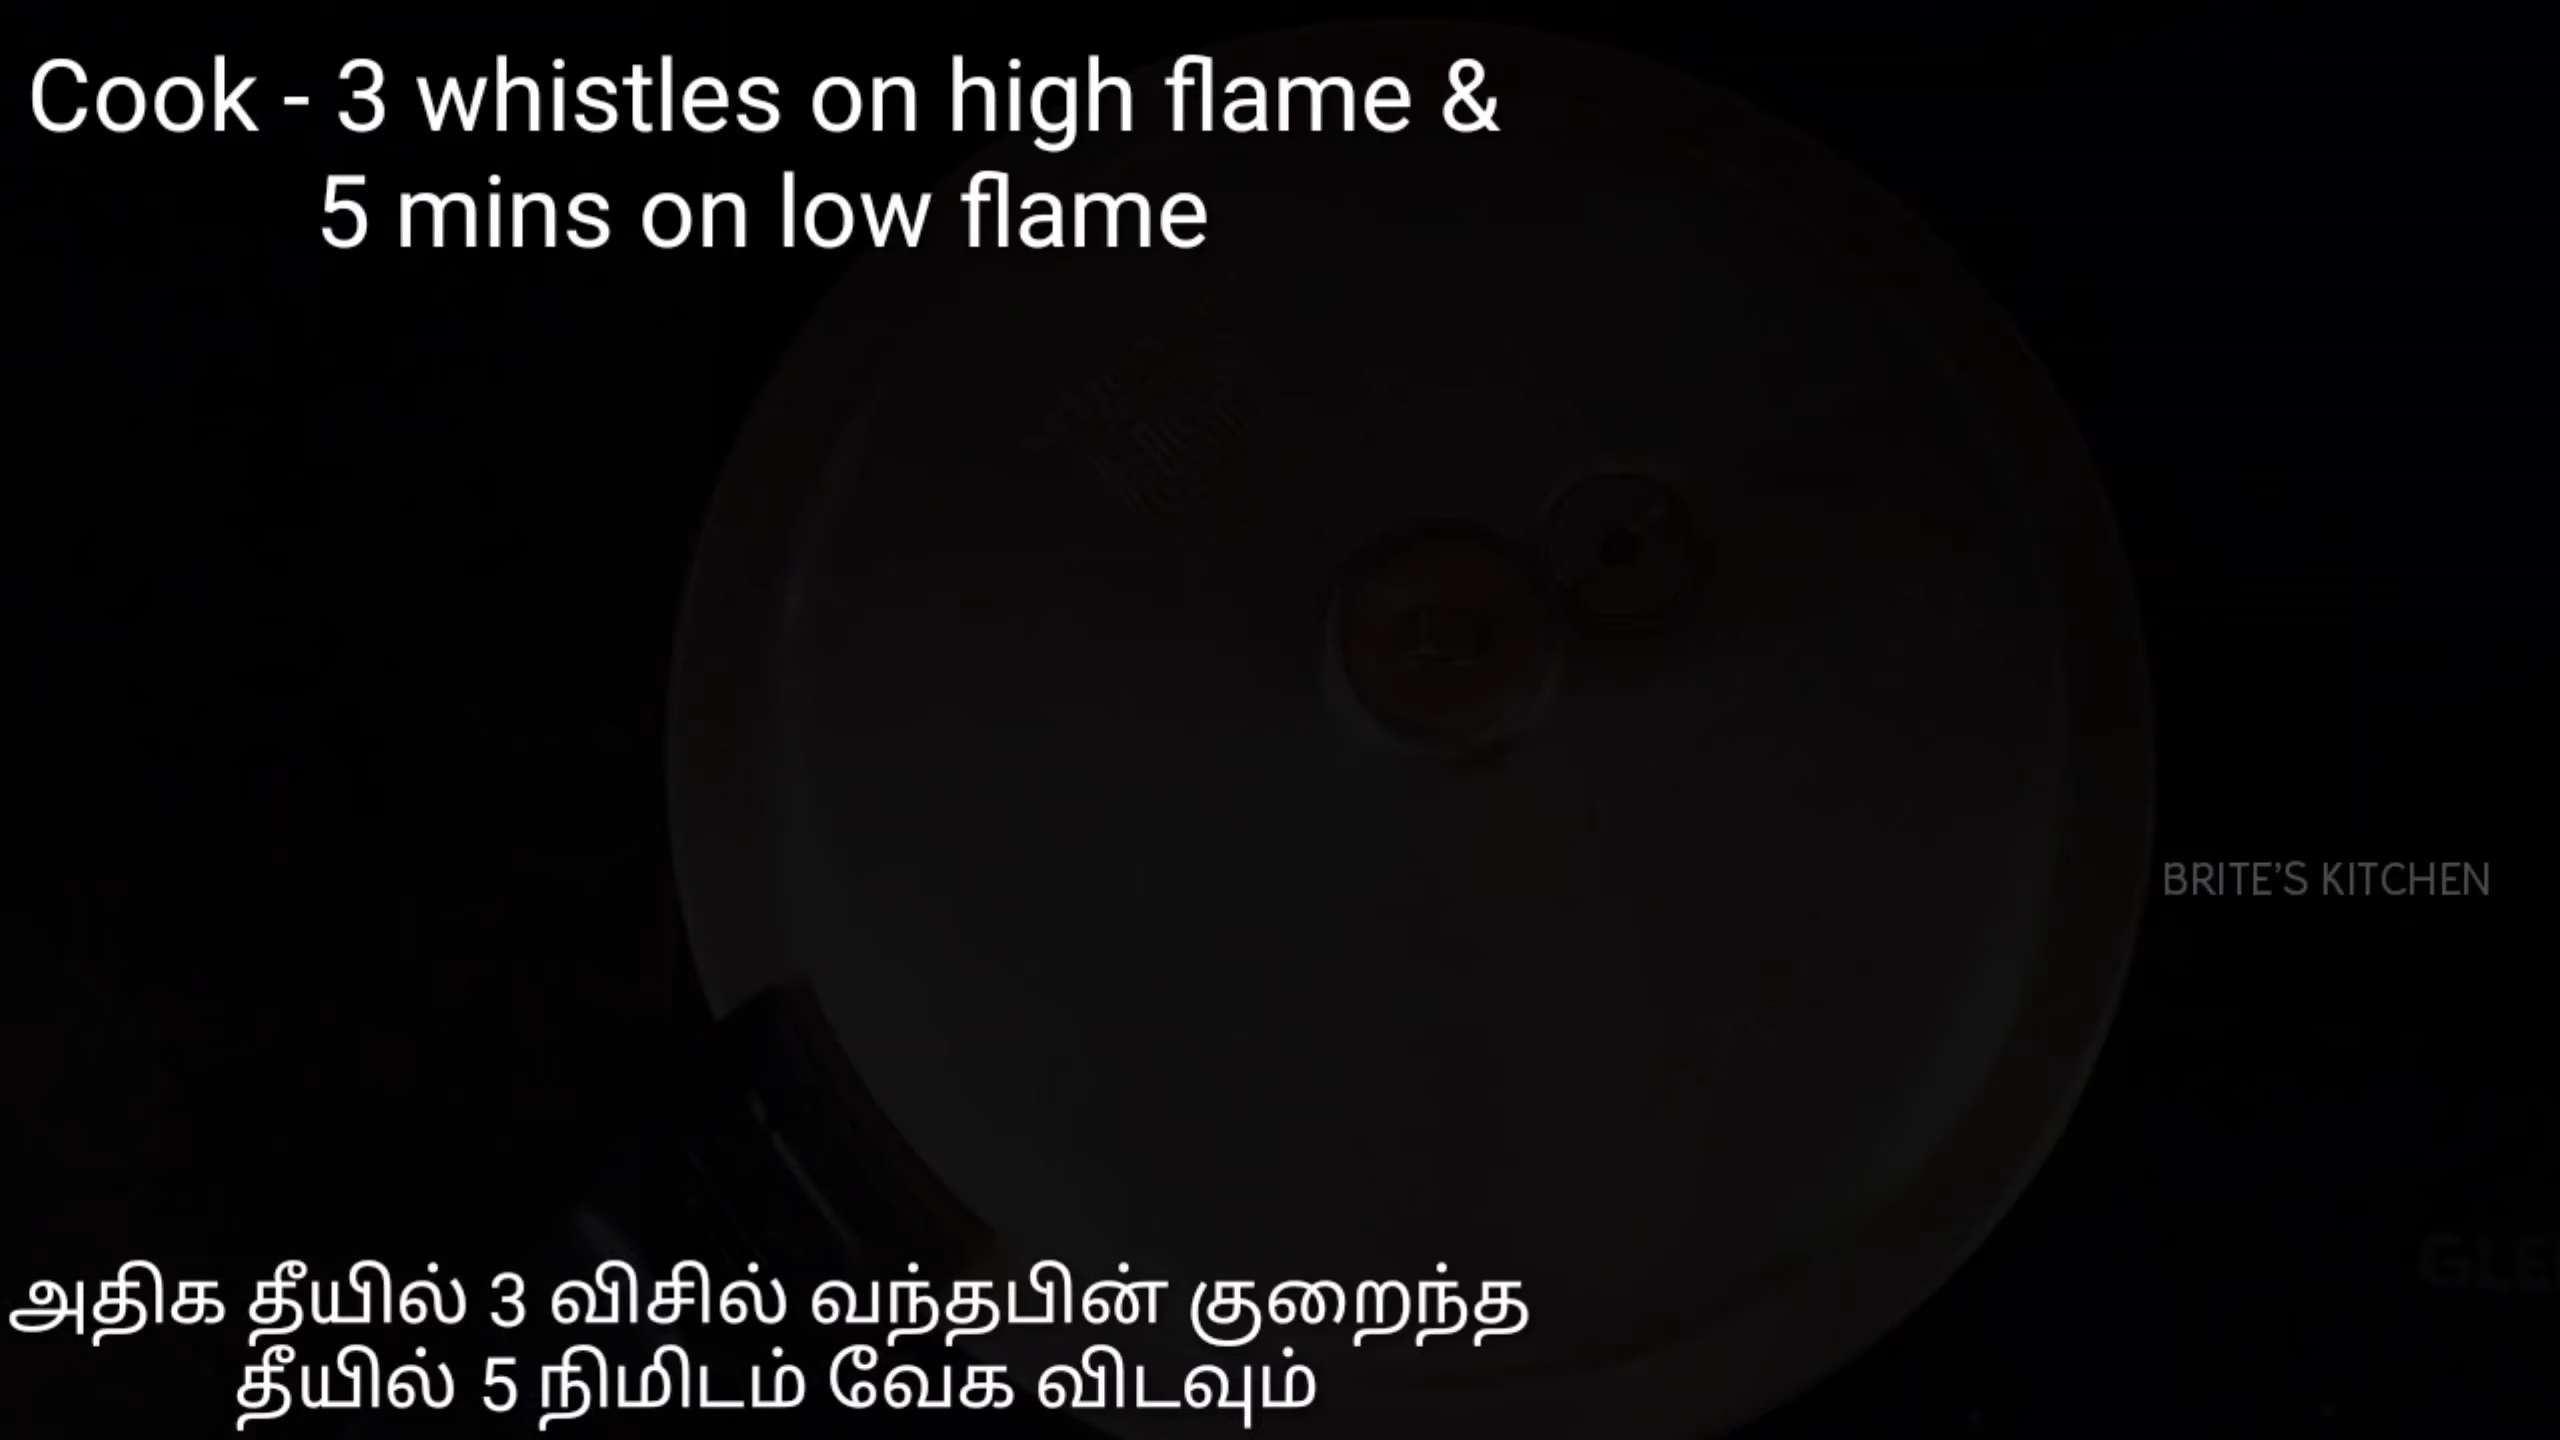 Cook - 3 whistles on high flame &
5 mins on low flame
BRITE'S KITCHEN
அதிக தீயில் 3 விசில் வந்தபின் குறைந்த
தீயில் 5 நிமிடம் வேக விடவும்